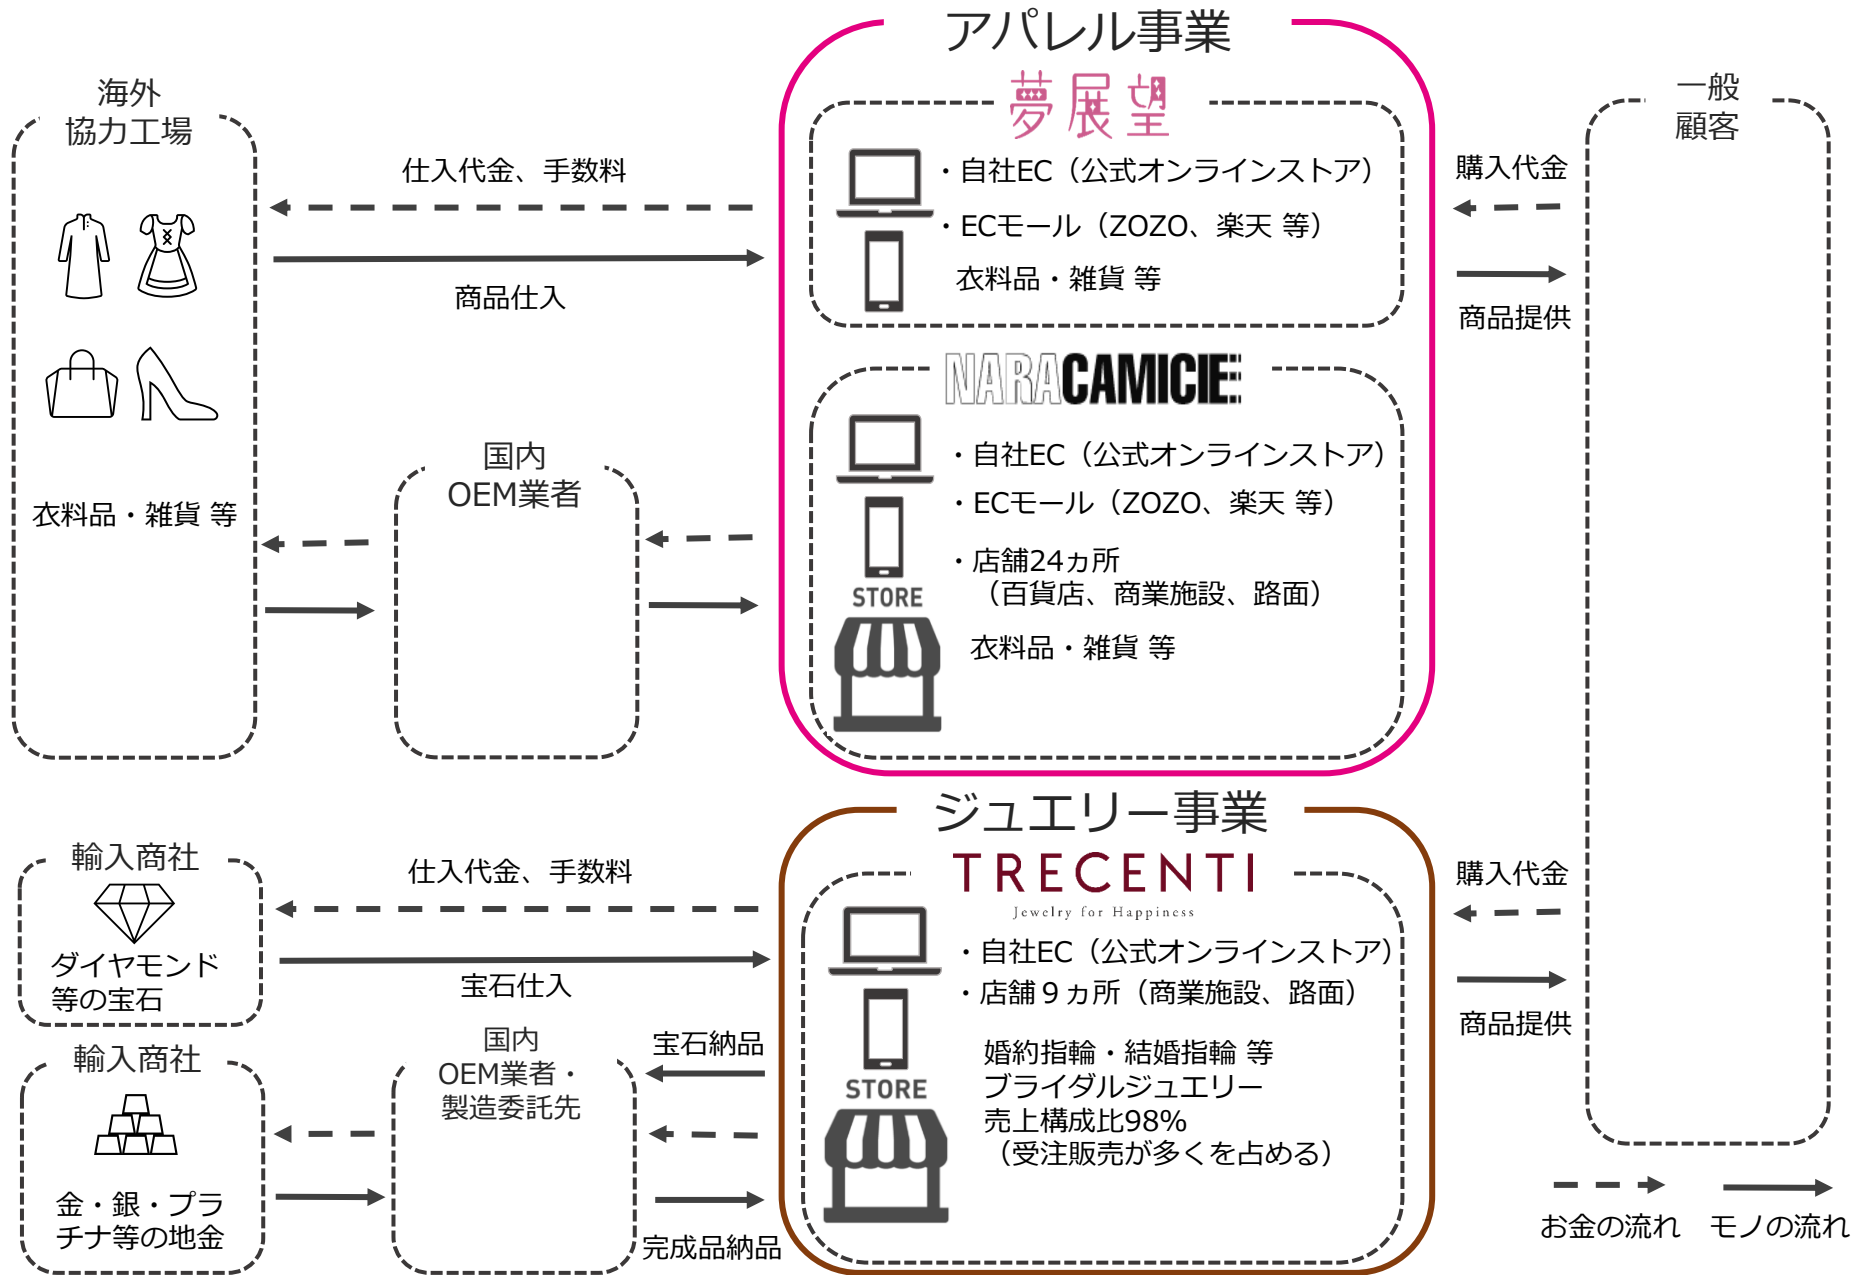 アパレル事業
夢展望
・自社EC（公式オンラインストア）
・ECモール（ZOZO、楽天 等）
衣料品・雑貨 等
NARACAMICIE
・自社EC（公式オンラインストア）
・ECモール（ZOZO、楽天 等）
・店舗24ヵ所
（百貨店、商業施設、路面）
STORE
衣料品・雑貨 等
海外
協力工場
衣料品・雑貨 等
仕入代金、手数料
商品仕入
国内
OEM業者
一般
顧客
購入代金
商品提供
ジュエリー事業
TRECENTI
Jewelry for Happiness
・自社EC（公式オンラインストア）
・店舗９ヵ所（商業施設、路面）
婚約指輪・結婚指輪 等
ブライダルジュエリー
売上構成比98%
（受注販売が多くを占める）
STORE
輸入商社
ダイヤモンド
等の宝石
仕入代金、手数料
宝石仕入
輸入商社
金・銀・プラ
チナ等の地金
国内
OEM業者・
製造委託先
宝石納品
完成品納品
購入代金
商品提供
お金の流れ
モノの流れ